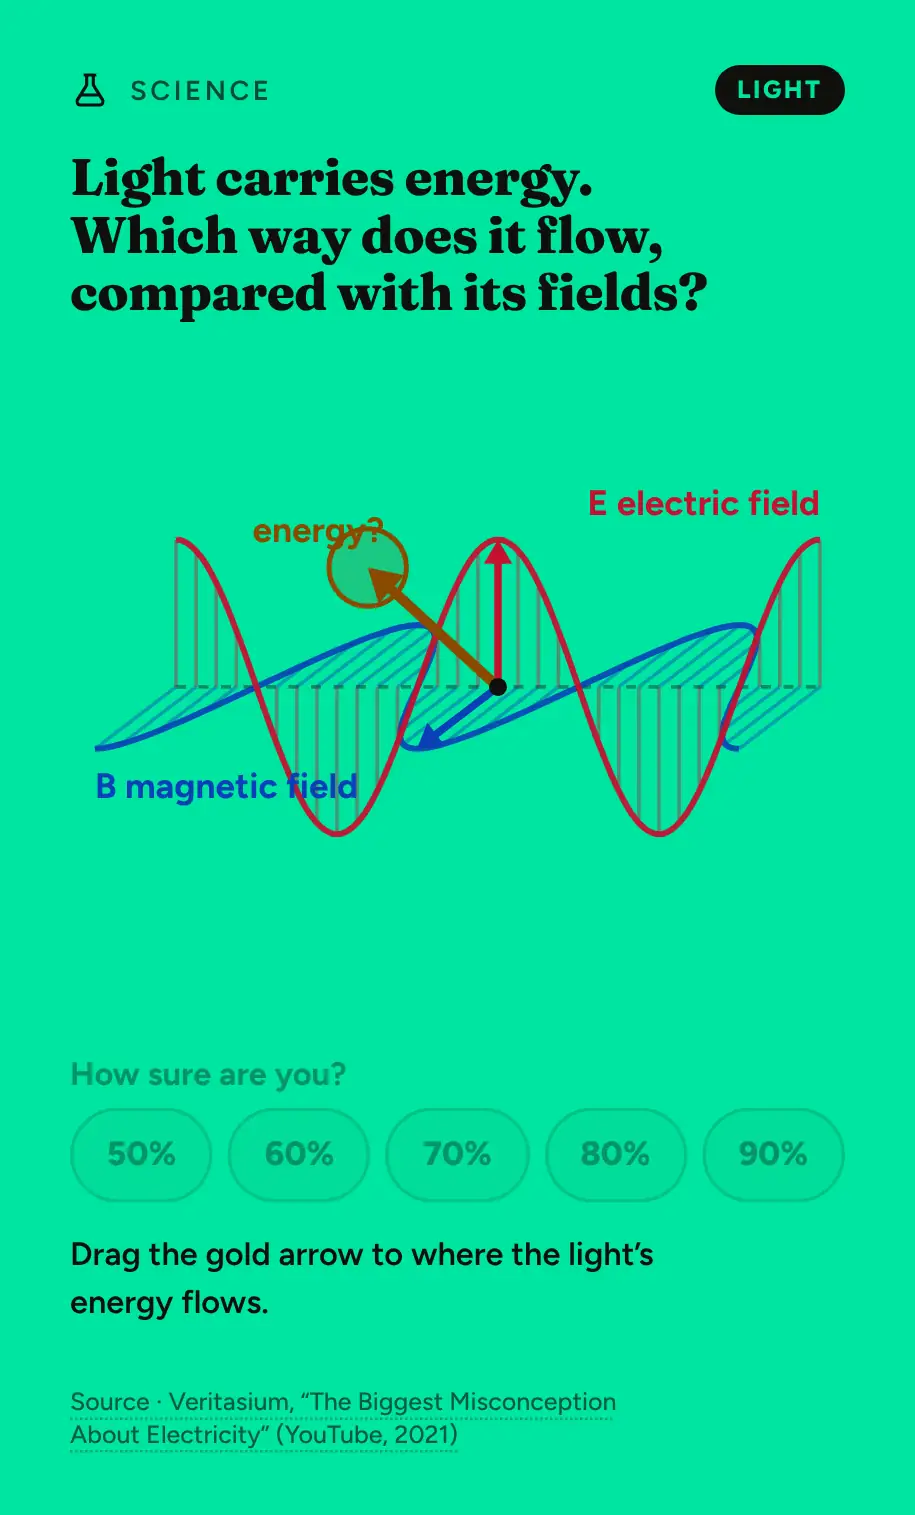 SCIENCE
LIGHT
Light carries energy.
Which way does it flow,
compared with its fields?
E electric field
energy?
B magnetic field
How sure are you?
50% 60% 70% 80% 90%
Drag the gold arrow to where the light’s
energy flows.
Source · Veritasium, “The Biggest Misconception
About Electricity” (YouTube, 2021)